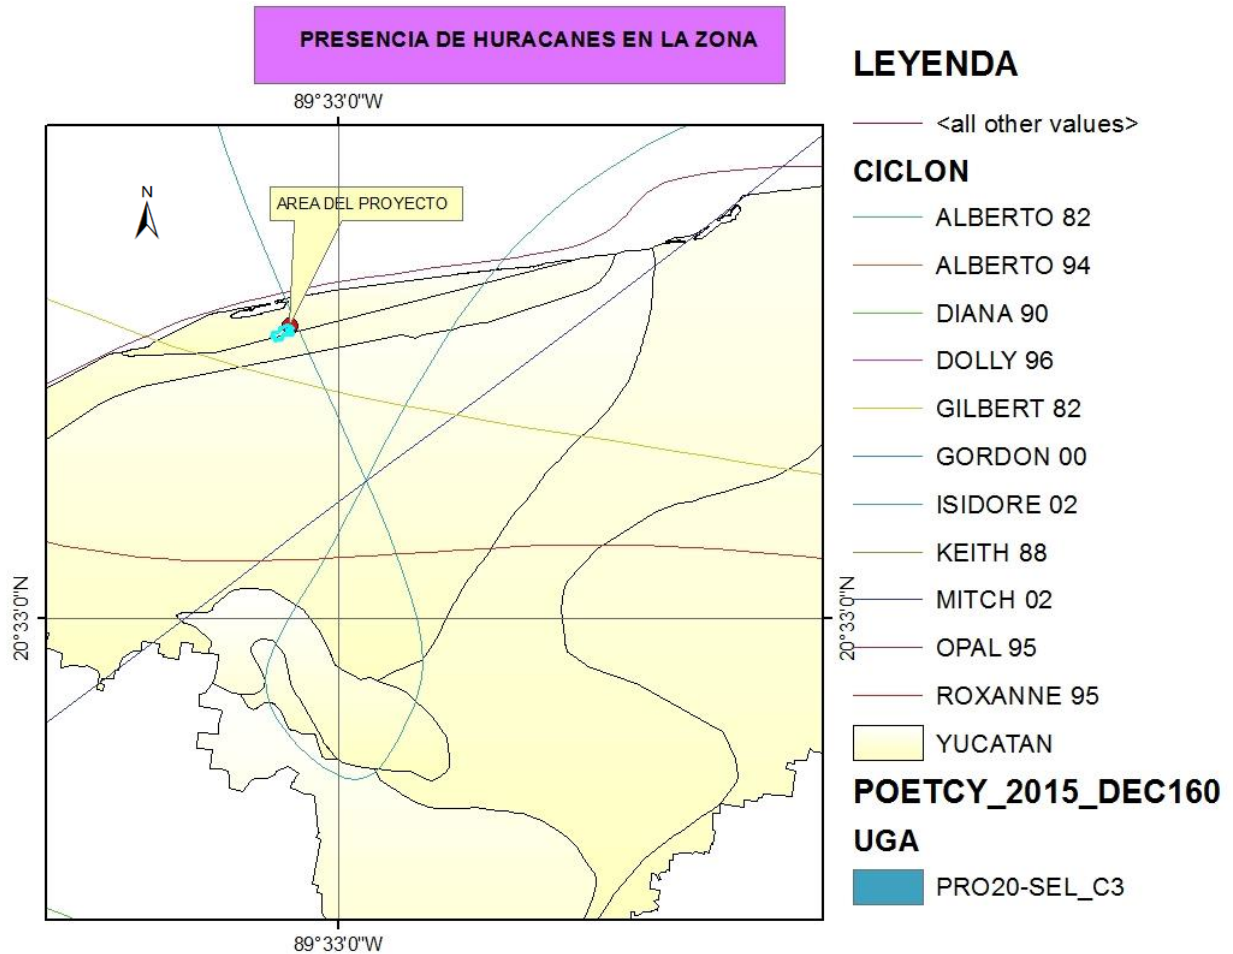 PRESENCIA DE HURACANES EN LA ZONA
89°33'0"W
N
AREA DEL PROYECTO
20°33'0"N
20°33'0"N
89°33'0"W
LEYENDA
<all other values>
CICLON
ALBERTO 82
ALBERTO 94
DIANA 90
DOLLY 96
GILBERT 82
GORDON 00
ISIDORE 02
KEITH 88
MITCH 02
OPAL 95
ROXANNE 95
YUCATAN
POETCY_2015_DEC160
UGA
PRO20-SEL_C3